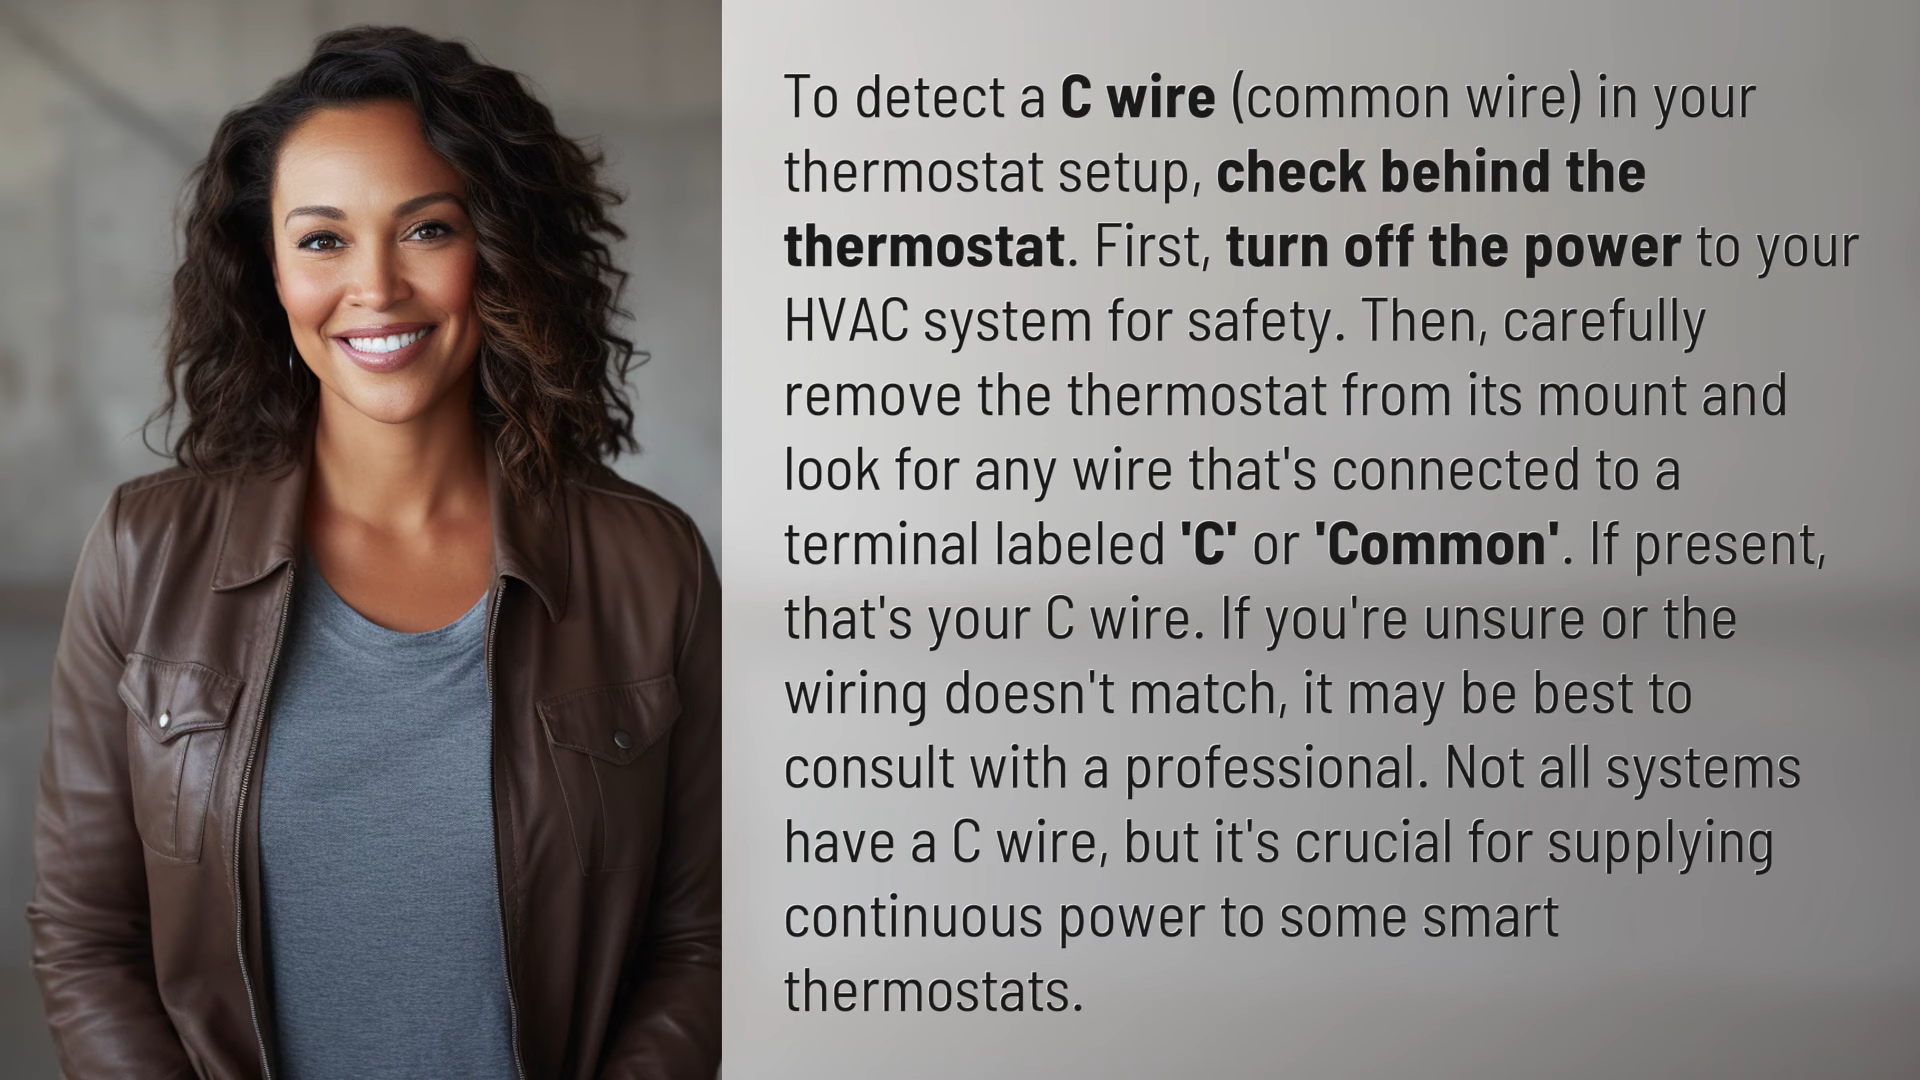 To detect a C wire (common wire) in your
thermostat setup, check behind the
thermostat. First, turn off the power to your
HVAC system for safety. Then, carefully
remove the thermostat from its mount and
look for any wire that's connected to a
terminal labeled 'C' or 'Common'. If present,
that's your C wire. If you're unsure or the
wiring doesn't match, it may be best to
consult with a professional. Not all systems
have a C wire, but it's crucial for supplying
continuous power to some smart
thermostats.